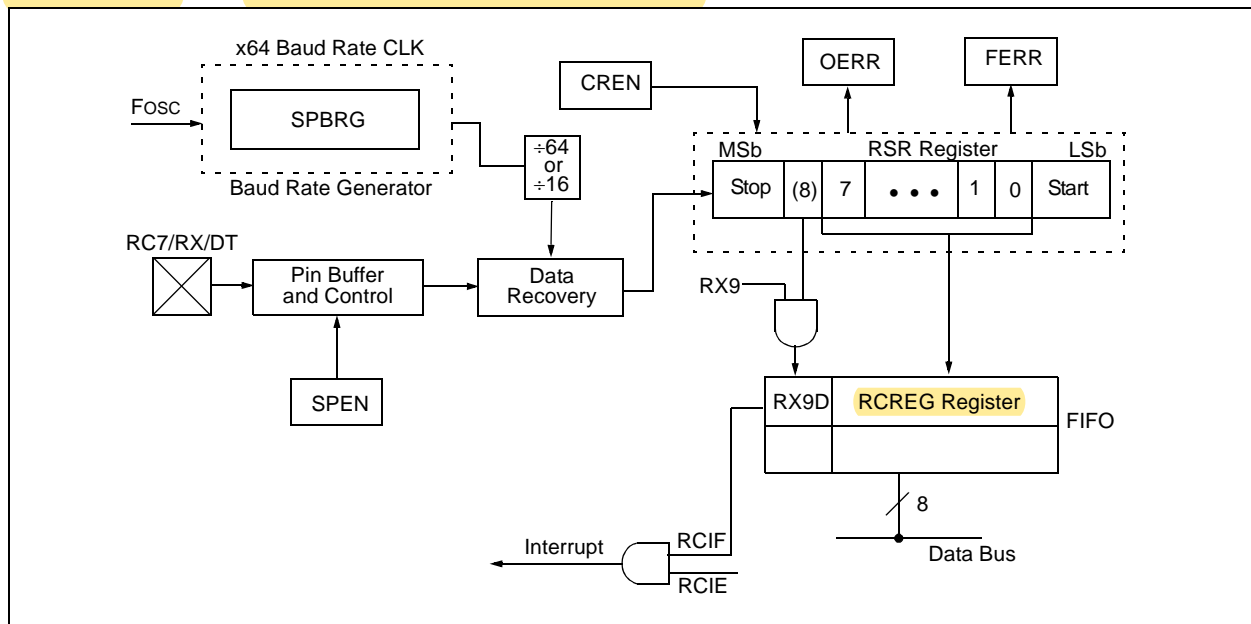 x64 Baud Rate CLK
FOSC
SPBRG
Baud Rate Generator
÷64
or
÷16
CREN
OERR
FERR
MSb
RSR Register
LSb
Stop
(8)
7
• • •
1
0
Start
RC7/RX/DT
Pin Buffer
and Control
Data
Recovery
SPEN
RX9
RX9D
RCREG Register
FIFO
8
Data Bus
Interrupt
RCIF
RCIE